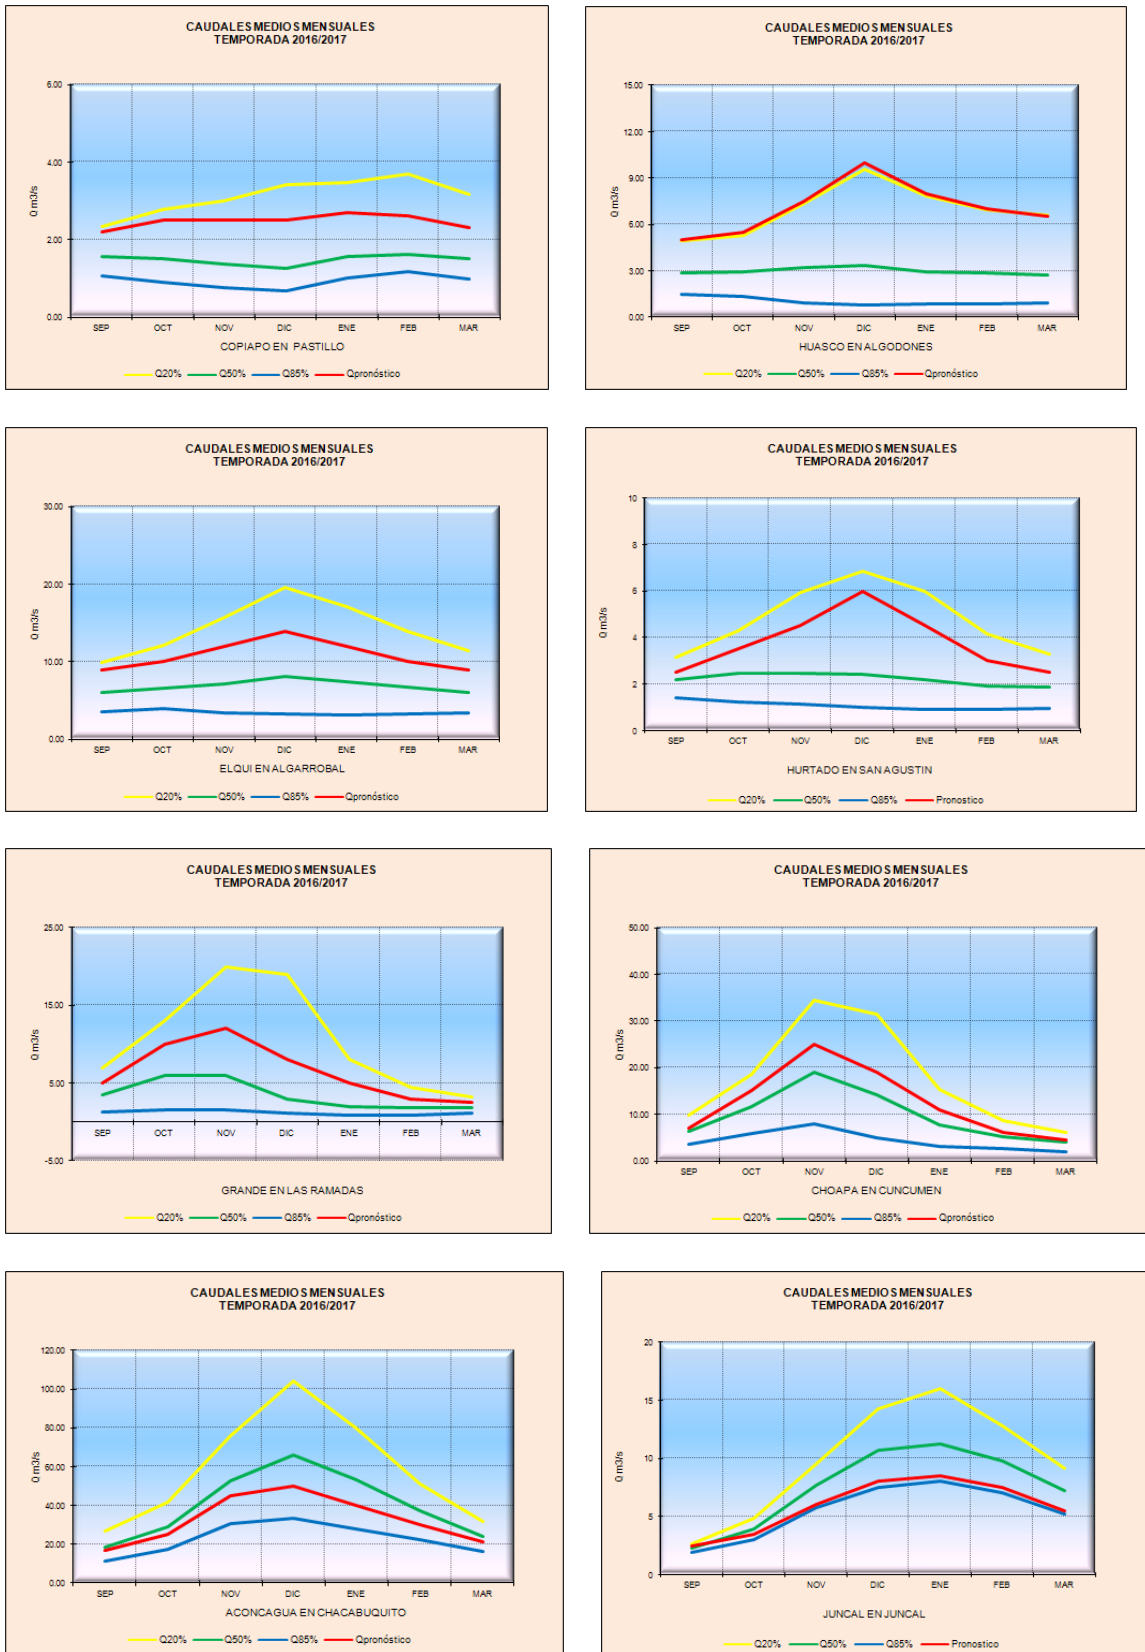 CAUDALES MEDIOS MENSUALES
TEMPORADA 2016/2017
6.00
4.00
2.00
0.00
Q m3/s
SEP OCT NOV DIC ENE FEB MAR
COPIAPO EN PASTILLO
Q20% Q50% Q85% Qpronóstico
CAUDALES MEDIOS MENSUALES
TEMPORADA 2016/2017
15.00
12.00
9.00
6.00
3.00
0.00
Q m3/s
SEP OCT NOV DIC ENE FEB MAR
HUASCO EN ALGODONES
Q20% Q50% Q85% Qpronóstico
CAUDALES MEDIOS MENSUALES
TEMPORADA 2016/2017
30.00
20.00
10.00
0.00
Q m3/s
SEP OCT NOV DIC ENE FEB MAR
ELQUI EN ALGARROBAL
Q20% Q50% Q85% Qpronóstico
CAUDALES MEDIOS MENSUALES
TEMPORADA 2016/2017
10
8
6
4
2
0
Q m3/s
SEP OCT NOV DIC ENE FEB MAR
HURTADO EN SAN AGUSTIN
Q20% Q50% Q85% Pronostico
CAUDALES MEDIOS MENSUALES
TEMPORADA 2016/2017
25.00
15.00
5.00
-5.00
Q m3/s
SEP OCT NOV DIC ENE FEB MAR
GRANDE EN LAS RAMADAS
Q20% Q50% Q85% Qpronóstico
CAUDALES MEDIOS MENSUALES
TEMPORADA 2016/2017
50.00
40.00
30.00
20.00
10.00
0.00
Q m3/s
SEP OCT NOV DIC ENE FEB MAR
CHOAPA EN CUNCUMEN
Q20% Q50% Q85% Qpronóstico
CAUDALES MEDIOS MENSUALES
TEMPORADA 2016/2017
120.00
100.00
80.00
60.00
40.00
20.00
0.00
Q m3/s
SEP OCT NOV DIC ENE FEB MAR
ACONCAGUA EN CHACABUQUITO
Q20% Q50% Q85% Qpronóstico
CAUDALES MEDIOS MENSUALES
TEMPORADA 2016/2017
20
15
10
5
0
Q m3/s
SEP OCT NOV DIC ENE FEB MAR
JUNCAL EN JUNCAL
Q20% Q50% Q85% Pronostico